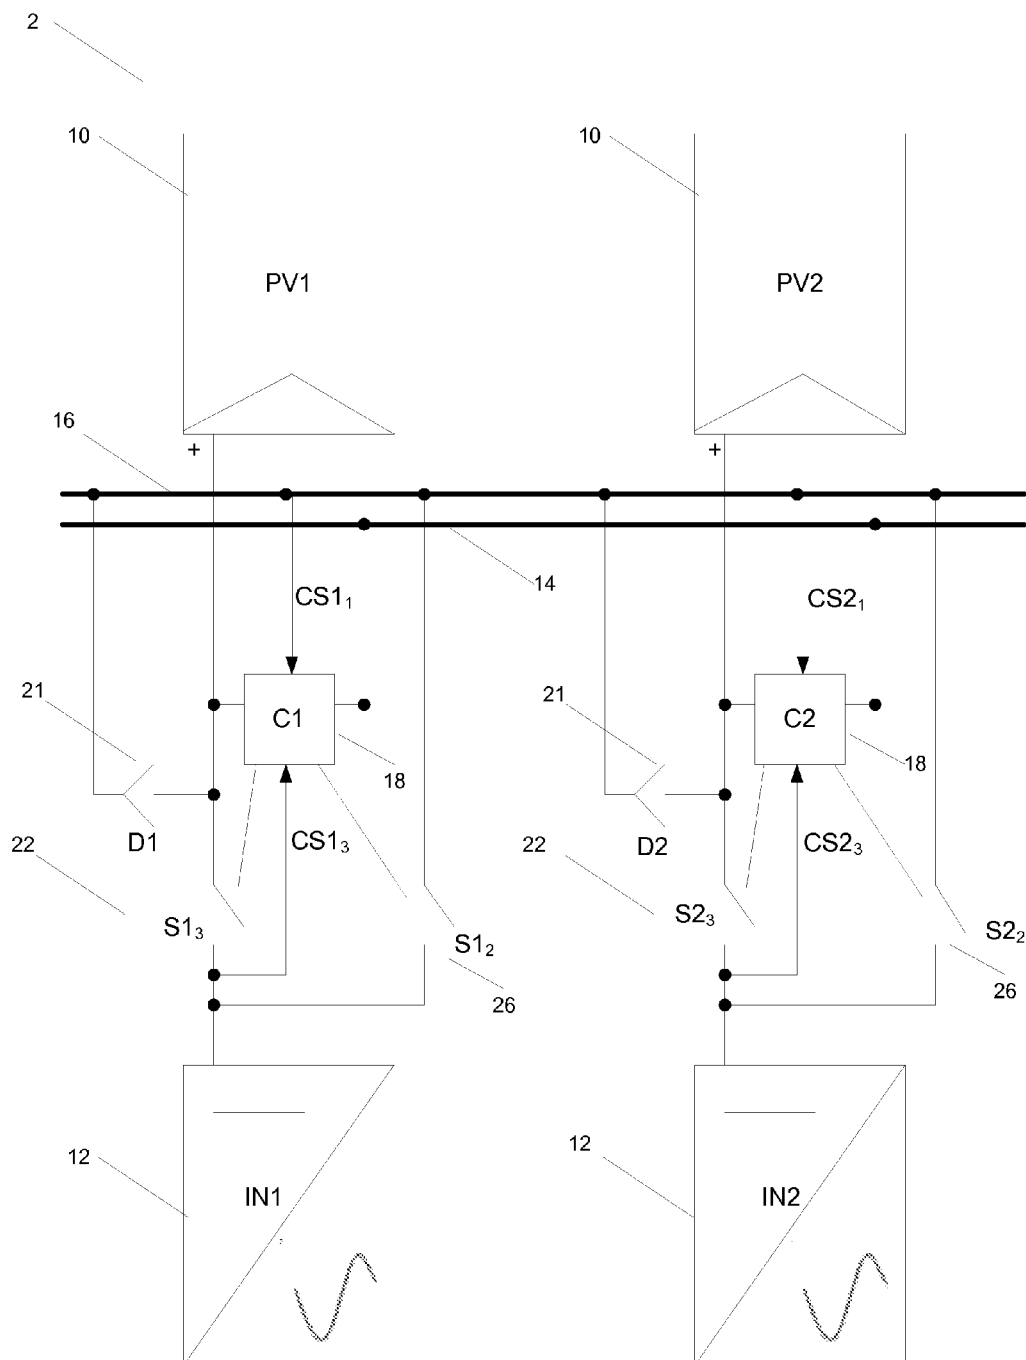 2
10
10
PV1
PV2
16
+
+
14
CS1₁
CS2₁
21
21
C1
C2
18
18
D1
CS1₃
D2
CS2₃
22
22
S1₃
S1₂
S2₃
S2₂
26
26
12
12
IN1
IN2